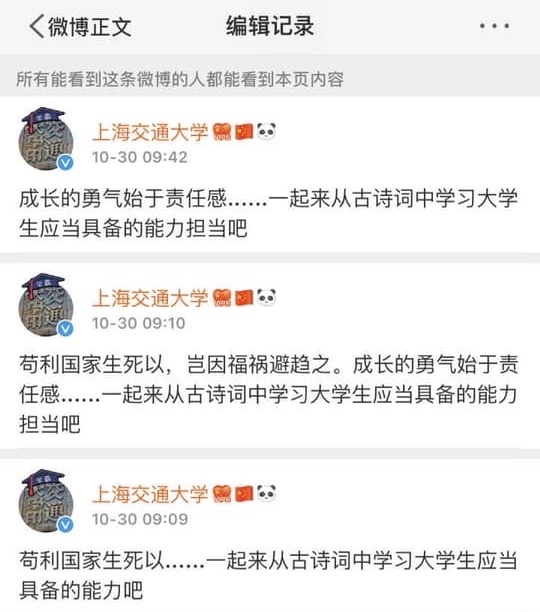 微博正文
编辑记录
所有能看到这条微博的人都能看到本页内容
上海交通大学
10-30 09:42
成长的勇气始于责任感......一起来从古诗词中学习大学
生应当具备的能力担当吧
上海交通大学
10-30 09:10
苟利国家生死以，岂因福祸避趋之。成长的勇气始于责
任感......一起来从古诗词中学习大学生应当具备的能力
担当吧
上海交通大学
10-30 09:09
苟利国家生死以......一起来从古诗词中学习大学生应当
具备的能力吧